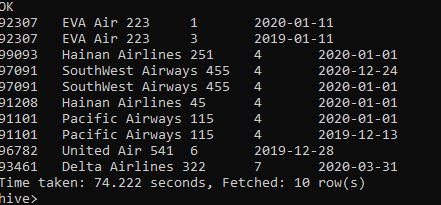 OK
92307 EVA Air 223 1 2020-01-11
92307 EVA Air 223 3 2019-01-11
99093 Hainan Airlines 251 4 2020-01-01
97091 SouthWest Airways 455 4 2020-12-24
97091 SouthWest Airways 455 4 2020-01-01
91208 Hainan Airlines 45 4 2020-01-01
91101 Pacific Airways 115 4 2020-01-01
91101 Pacific Airways 115 4 2019-12-13
96782 United Air 541 6 2019-12-28
93461 Delta Airlines 322 7 2020-03-31
Time taken: 74.222 seconds, Fetched: 10 row(s)
hive>